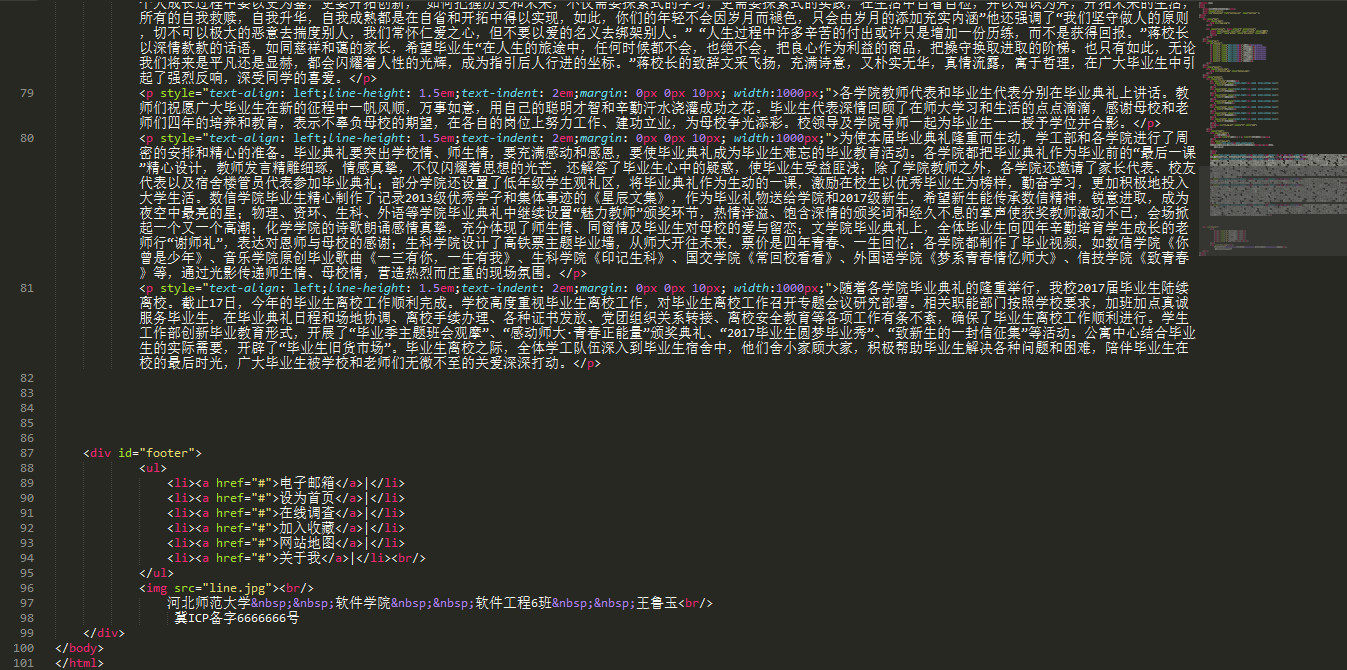 个人成长过程中要以史为鉴，更要开拓创新，“如何把握历史和未来，不仅需要探索式的学习，更需要探索式的实践，在生活中自省自检，并以知识为界，开拓未来的生活，
所有的自我救赎，自我升华，自我成熟都是在自省和开拓中得以实现，如此，你们的年轻不会因岁月而褪色，只会由岁月的添加充实内涵”他还强调了“我们坚守做人的原则
，切不可以极大的恶意去揣度别人，我们常怀仁爱之心，但不要以爱的名义去绑架别人。” “人生过程中许多辛苦的付出或许只是增加一份历练，而不是获得回报。”蒋校长
以深情款款的话语，如同慈祥和蔼的家长，希望毕业生“在人生的旅途中，任何时候都不会，也绝不会，把良心作为利益的商品，把操守换取进取的阶梯。也只有如此，无论
我们将来是平凡还是显赫，都会闪耀着人性的光辉，成为指引后人行进的坐标。”蒋校长的致辞文采飞扬，充满诗意，又朴实无华，真情流露，寓于哲理，在广大毕业生中引
起了强烈反响，深受同学的喜爱。</p>
79 <p style="text-align: left;line-height: 1.5em;text-indent: 2em;margin: 0px 0px 10px; width:1000px;">各学院教师代表和毕业生代表分别在毕业典礼上讲话。教
师们祝愿广大毕业生在新的征程中一帆风顺，万事如意，用自己的聪明才智和辛勤汗水浇灌成功之花。毕业生代表深情回顾了在师大学习和生活的点点滴滴，感谢母校和老
师们四年的培养和教育，表示不辜负母校的期望，在各自的岗位上努力工作、建功立业，为母校争光添彩。校领导及学院导师一起为毕业生一一授予学位并合影。</p>
80 <p style="text-align: left;line-height: 1.5em;text-indent: 2em;margin: 0px 0px 10px; width:1000px;">为使本届毕业典礼隆重而生动，学工部和各学院进行了周
密的安排和精心的准备。毕业典礼要突出学校情、师生情，要充满感动和感恩，要使毕业典礼成为毕业生难忘的毕业教育活动。各学院都把毕业典礼作为毕业前的“最后一课
”精心设计，教师发言精雕细琢，情感真挚，不仅闪耀着思想的光芒，还解答了毕业生心中的疑惑，使毕业生受益匪浅；除了学院教师之外，各学院还邀请了家长代表、校友
代表以及宿舍楼管员代表参加毕业典礼；部分学院还设置了低年级学生观礼区，将毕业典礼作为生动的一课，激励在校生以优秀毕业生为榜样，勤奋学习，更加积极地投入
大学生活。数信学院毕业生精心制作了记录2013级优秀学子和集体事迹的《星辰文集》，作为毕业礼物送给学院和2017级新生，希望新生能传承数信精神，锐意进取，成为
夜空中最亮的星；物理、资环、生科、外语等学院毕业典礼中继续设置“魅力教师”颁奖环节，热情洋溢、饱含深情的颁奖词和经久不息的掌声使获奖教师激动不已，会场掀
起一个又一个高潮；化学学院的诗歌朗诵感情真挚，充分体现了师生情、同窗情及毕业生对母校的爱与留恋；文学院毕业典礼上，全体毕业生向四年辛勤培育学生成长的老
师行“谢师礼”，表达对恩师与母校的感谢；生科学院设计了高铁票主题毕业墙，从师大开往未来，票价是四年青春、一生回忆；各学院都制作了毕业视频，如数信学院《你
曾是少年》、音乐学院原创毕业歌曲《一三有你，一生有我》、生科学院《印记生科》、国交学院《常回校看看》、外国语学院《梦系青春情忆师大》、信技学院《致青春
》等，通过光影传递师生情、母校情，营造热烈而庄重的现场氛围。</p>
81 <p style="text-align: left;line-height: 1.5em;text-indent: 2em;margin: 0px 0px 10px; width:1000px;">随着各学院毕业典礼的隆重举行，我校2017届毕业生陆续
离校。截止17日，今年的毕业生离校工作顺利完成。学校高度重视毕业生离校工作，对毕业生离校工作召开专题会议研究部署。相关职能部门按照学校要求，加班加点真诚
服务毕业生，在毕业典礼日程和场地协调、离校手续办理、各种证书发放、党团组织关系转接、离校安全教育等各项工作有条不紊，确保了毕业生离校工作顺利进行。学生
工作部创新毕业教育形式，开展了“毕业季主题班会观摩”、“感动师大·青春正能量”颁奖典礼、“2017毕业生圆梦毕业秀”、“致新生的一封信征集”等活动。公寓中心结合毕业
生的实际需要，开辟了“毕业生旧货市场”。毕业生离校之际，全体学工队伍深入到毕业生宿舍中，他们舍小家顾大家，积极帮助毕业生解决各种问题和困难，陪伴毕业生在
校的最后时光，广大毕业生被学校和老师们无微不至的关爱深深打动。</p>
82
83
84
85
86
87 <div id="footer">
88 <ul>
89 <li><a href="#">电子邮箱</a>|</li>
90 <li><a href="#">设为首页</a>|</li>
91 <li><a href="#">在线调查</a>|</li>
92 <li><a href="#">加入收藏</a>|</li>
93 <li><a href="#">网站地图</a>|</li>
94 <li><a href="#">关于我</a>|</li><br/>
95 </ul>
96 <img src="line.jpg"><br/>
97 河北师范大学&nbsp;&nbsp;软件学院&nbsp;&nbsp;软件工程6班&nbsp;&nbsp;王鲁玉<br/>
98 冀ICP备字6666666号
99 </div>
100 </body>
101 </html>